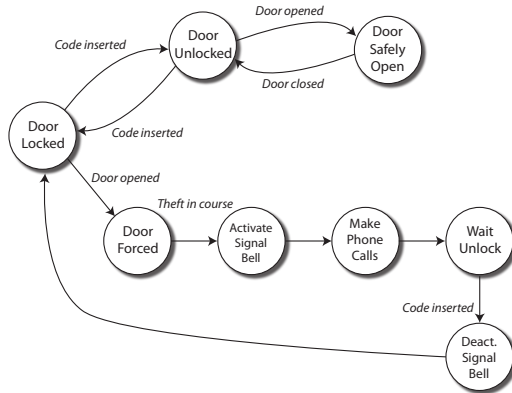 Door opened
Door
Unlocked
Door
Safely
Open
Code inserted
Door closed
Door
Locked
Code inserted
Door opened
Theft in course
Door
Forced
Activate
Signal
Bell
Make
Phone
Calls
Wait
Unlock
Code inserted
Deact.
Signal
Bell